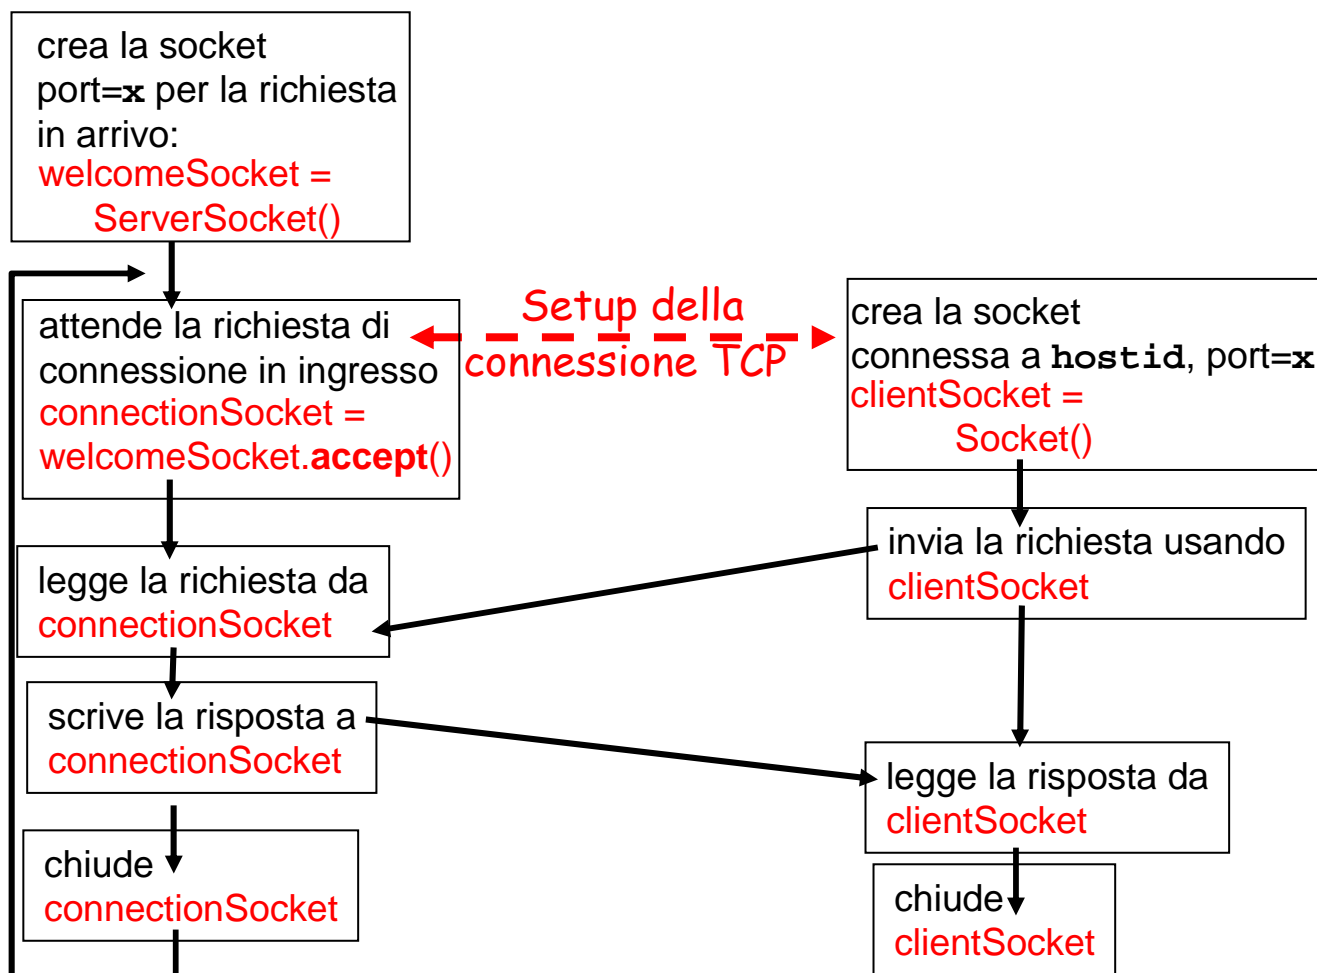 crea la socket
port=x per la richiesta
in arrivo:
welcomeSocket =
ServerSocket()
attende la richiesta di
connessione in ingresso
connectionSocket =
welcomeSocket.accept()
Setup della
connessione TCP
crea la socket
connessa a hostid, port=x
clientSocket =
Socket()
invia la richiesta usando
clientSocket
legge la richiesta da
connectionSocket
scrive la risposta a
connectionSocket
legge la risposta da
clientSocket
chiude
connectionSocket
chiude
clientSocket